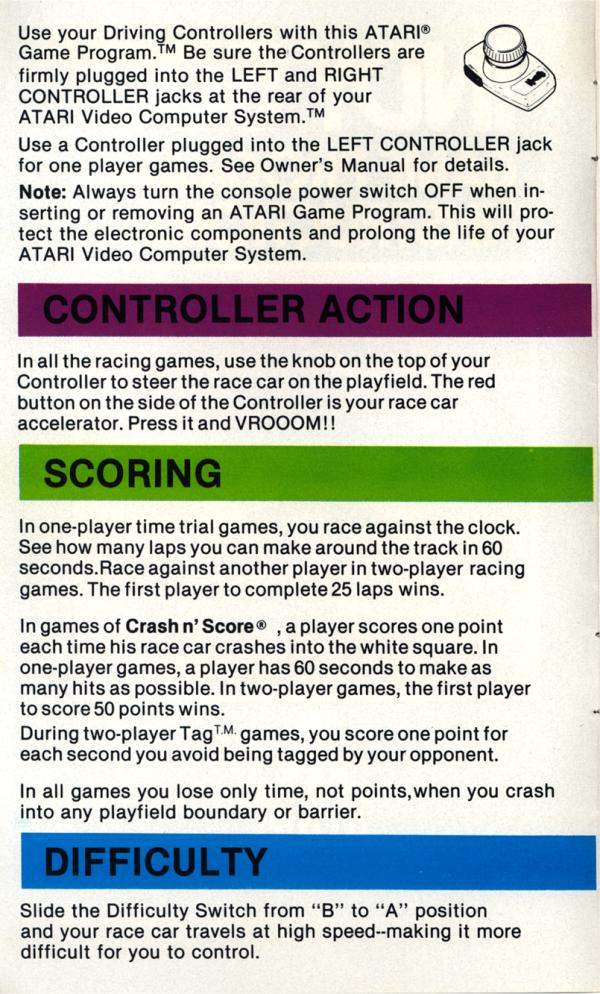 Use your Driving Controllers with this ATARI®
Game Program.™ Be sure the Controllers are
firmly plugged into the LEFT and RIGHT
CONTROLLER jacks at the rear of your
ATARI Video Computer System.™
Use a Controller plugged into the LEFT CONTROLLER jack
for one player games. See Owner's Manual for details.
Note: Always turn the console power switch OFF when in-
serting or removing an ATARI Game Program. This will pro-
tect the electronic components and prolong the life of your
ATARI Video Computer System.
CONTROLLER ACTION
In all the racing games, use the knob on the top of your
Controller to steer the race car on the playfield. The red
button on the side of the Controller is your race car
accelerator. Press it and VROOOM!!
SCORING
In one-player time trial games, you race against the clock.
See how many laps you can make around the track in 60
seconds.Race against another player in two-player racing
games. The first player to complete 25 laps wins.
In games of Crash n' Score® , a player scores one point
each time his race car crashes into the white square. In
one-player games, a player has 60 seconds to make as
many hits as possible. In two-player games, the first player
to score 50 points wins.
During two-player Tag T.M. games, you score one point for
each second you avoid being tagged by your opponent.
In all games you lose only time, not points,when you crash
into any playfield boundary or barrier.
DIFFICULTY
Slide the Difficulty Switch from “B” to “A” position
and your race car travels at high speed--making it more
difficult for you to control.